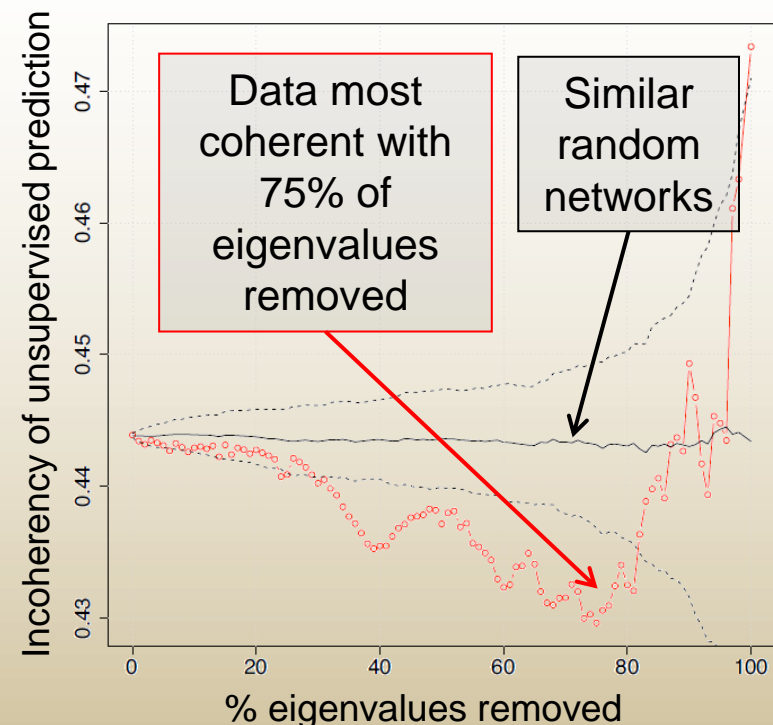 Incoherency of unsupervised prediction
0.47
0.46
0.45
0.44
0.43
Data most
coherent with
75% of
eigenvalues
removed
Similar
random
networks
0
20
40
60
80
100
% eigenvalues removed